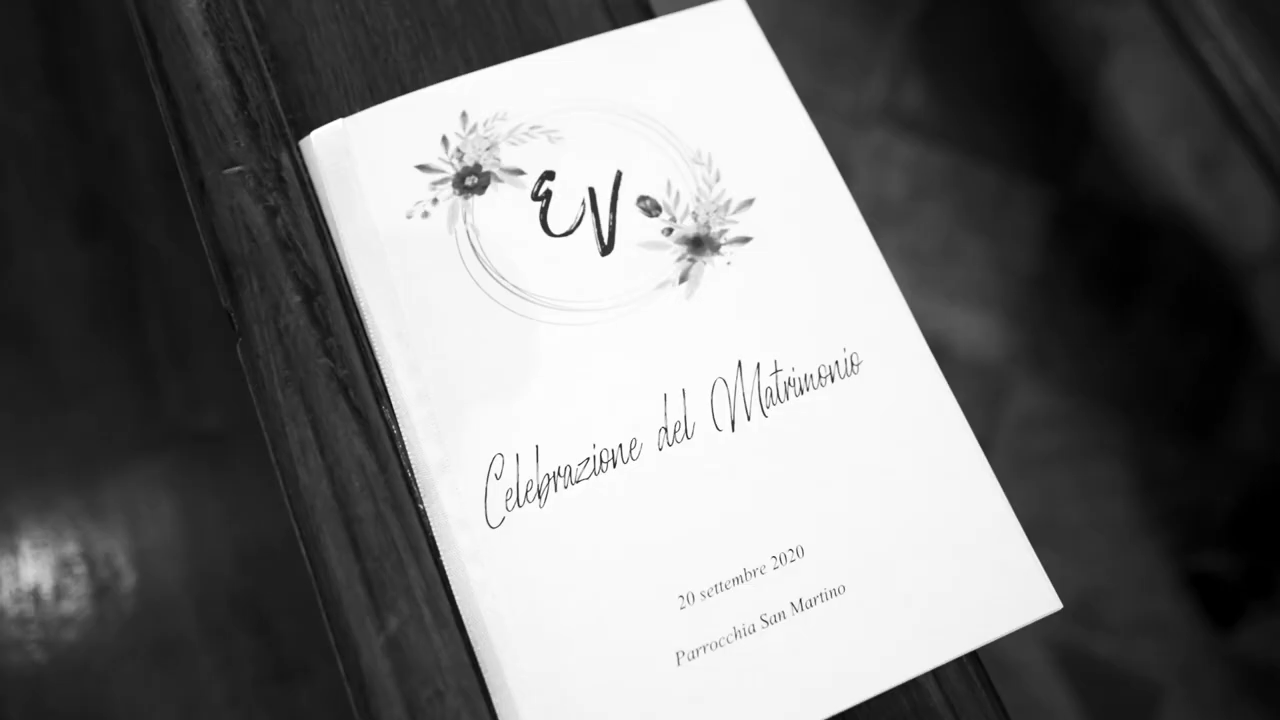 EV
Celebrazione del Matrimonio
20 settembre 2020
Parrocchia San Martino